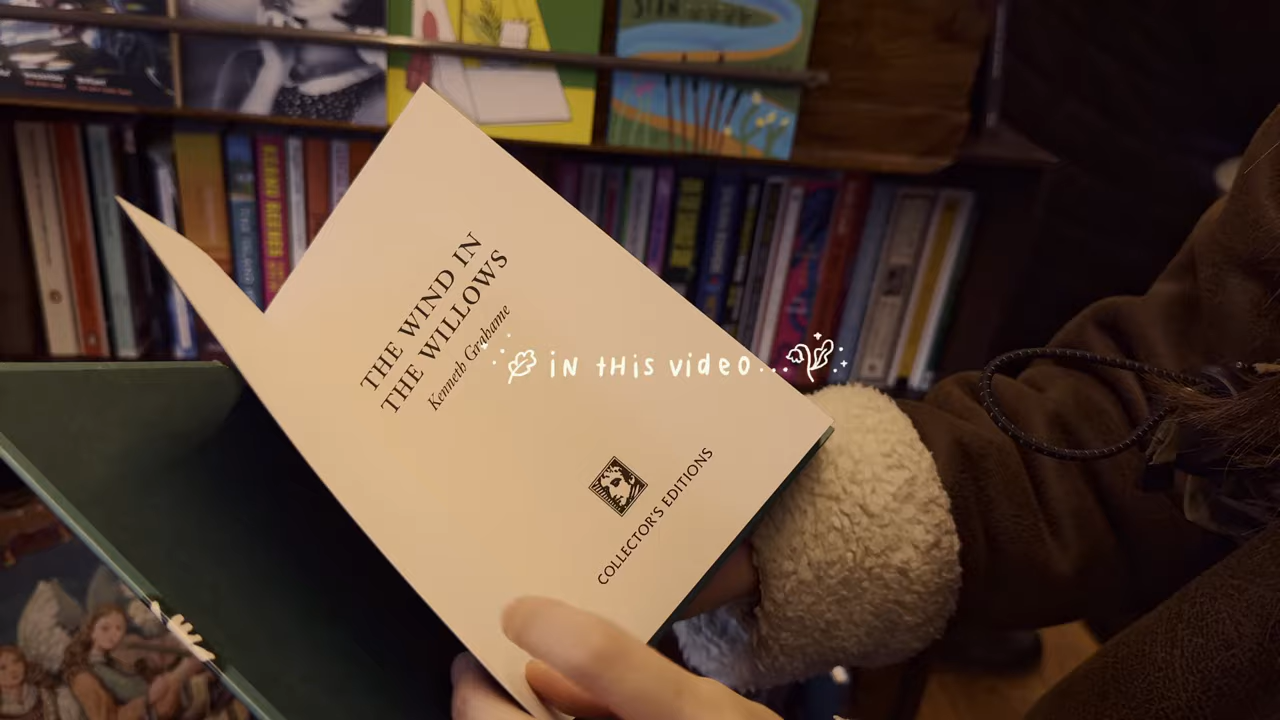 THE WIND IN
THE WILLOWS
Kenneth Grahame
in this video...
COLLECTOR'S EDITIONS